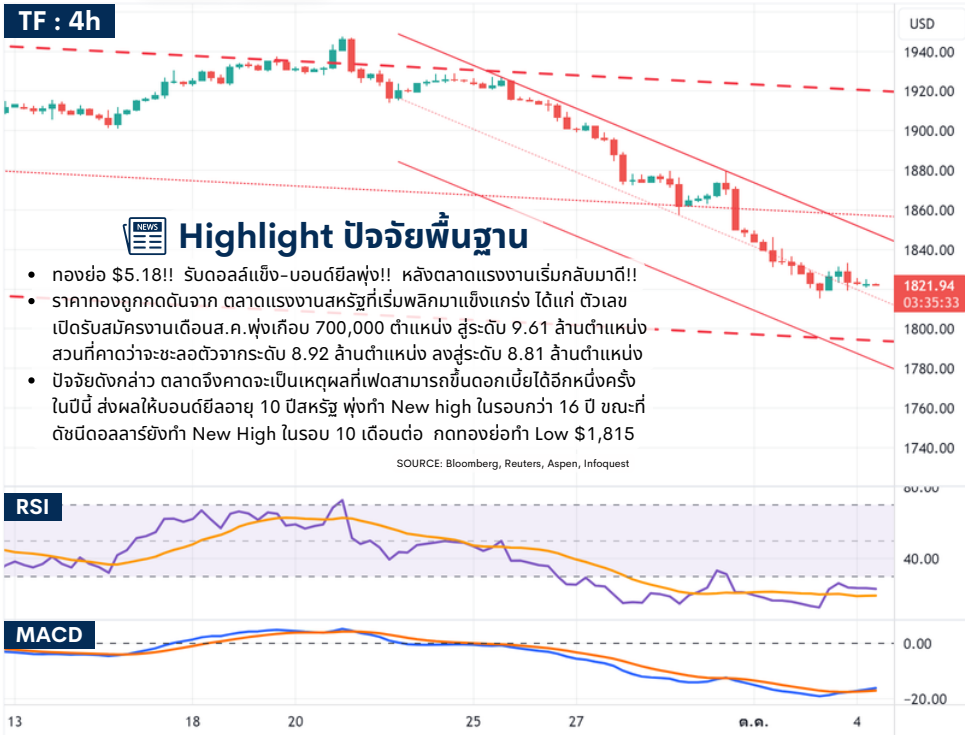 TF : 4h
USD
1940.00
1920.00
1900.00
1880.00
1860.00
1840.00
1821.94
03:35:33
1800.00
1780.00
1760.00
1740.00
NEWS
Highlight ปัจจัยพื้นฐาน
• ทองย่อ $5.18!! รับดอลล์แข็ง-บอนด์ยีลพุ่ง!! หลังตลาดแรงงานเริ่มกลับมาดี!!
• ราคาทองถูกกดดันจาก ตลาดแรงงานสหรัฐที่เริ่มพลิกมาแข็งแกร่ง ได้แก่ ตัวเลข
เปิดรับสมัครงานเดือนส.ค.พุ่งเกือบ 700,000 ตำแหน่ง สู่ระดับ 9.61 ล้านตำแหน่ง
สวนที่คาดว่าจะชะลอตัวจากระดับ 8.92 ล้านตำแหน่ง ลงสู่ระดับ 8.81 ล้านตำแหน่ง
• ปัจจัยดังกล่าว ตลาดจึงคาดจะเป็นเหตุผลที่เฟดสามารถขึ้นดอกเบี้ยได้อีกหนึ่งครั้ง
ในปีนี้ ส่งผลให้บอนด์ยีลอายุ 10 ปีสหรัฐ พุ่งทำ New high ในรอบกว่า 16 ปี ขณะที่
ดัชนีดอลลาร์ยังทำ New High ในรอบ 10 เดือนต่อ กดทองย่อทำ Low $1,815
SOURCE: Bloomberg, Reuters, Aspen, Infoquest
RSI
80.00
40.00
MACD
0.00
-20.00
13 18 20 25 27 ต.ค. 4